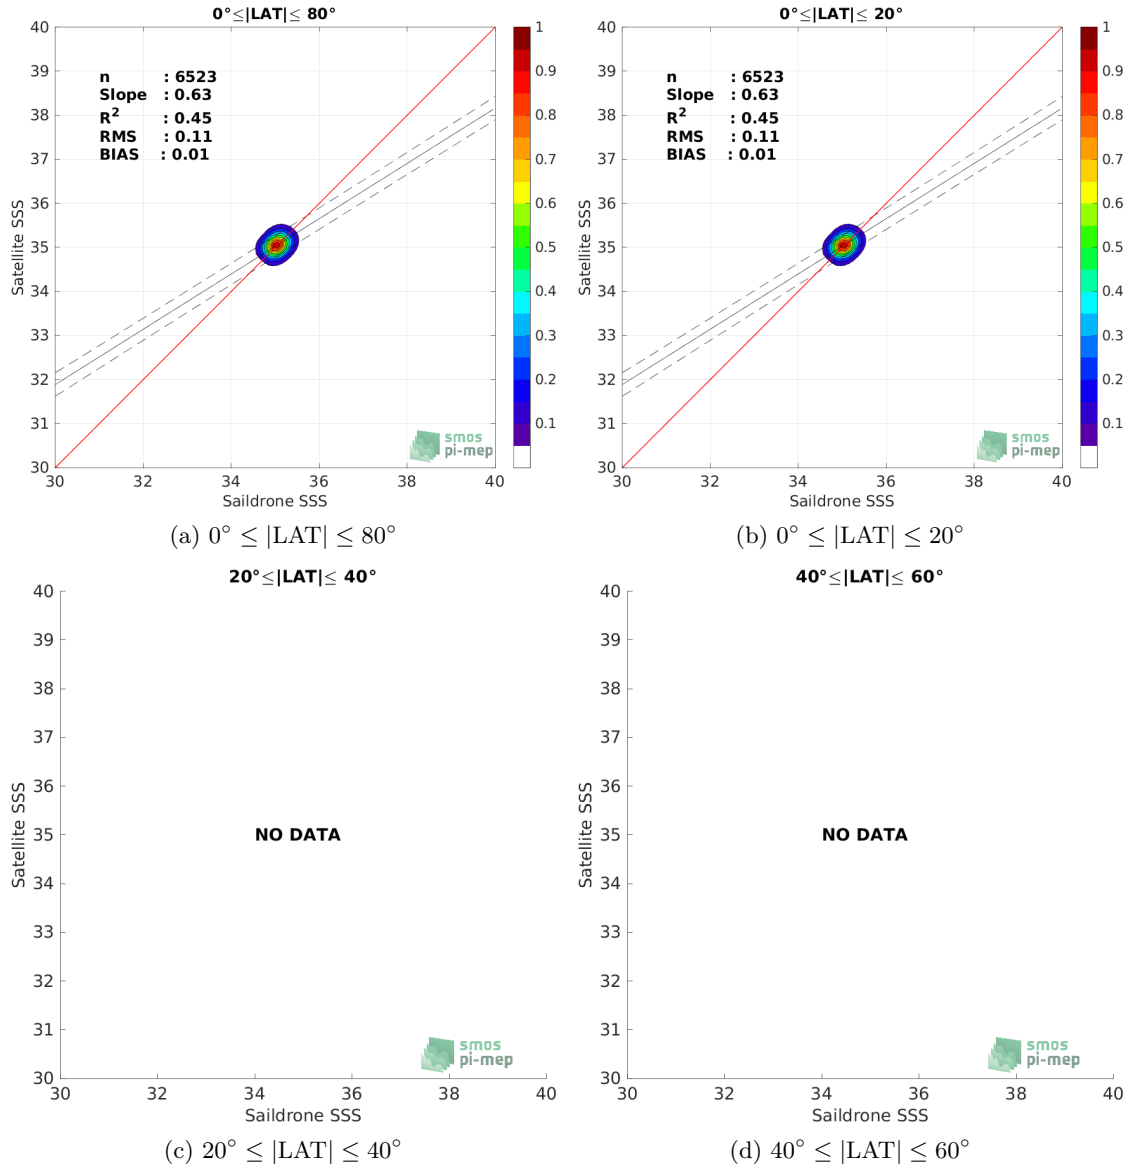 0°≤|LAT|≤ 80°
40
39
38
37
36
35
34
33
32
31
30
Satellite SSS
n : 6523
Slope : 0.63
R2 : 0.45
RMS : 0.11
BIAS : 0.01
smos
pi-mep
30 32 34 36 38 40
Saildrone SSS
1
0.9
0.8
0.7
0.6
0.5
0.4
0.3
0.2
0.1
(a) 0° ≤ |LAT| ≤ 80°
0°≤|LAT|≤ 20°
40
39
38
37
36
35
34
33
32
31
30
Satellite SSS
n : 6523
Slope : 0.63
R2 : 0.45
RMS : 0.11
BIAS : 0.01
smos
pi-mep
30 32 34 36 38 40
Saildrone SSS
1
0.9
0.8
0.7
0.6
0.5
0.4
0.3
0.2
0.1
(b) 0° ≤ |LAT| ≤ 20°
20°≤|LAT|≤ 40°
40
39
38
37
36
35
34
33
32
31
30
Satellite SSS
NO DATA
smos
pi-mep
30 32 34 36 38 40
Saildrone SSS
(c) 20° ≤ |LAT| ≤ 40°
40°≤|LAT|≤ 60°
40
39
38
37
36
35
34
33
32
31
30
Satellite SSS
NO DATA
smos
pi-mep
30 32 34 36 38 40
Saildrone SSS
(d) 40° ≤ |LAT| ≤ 60°